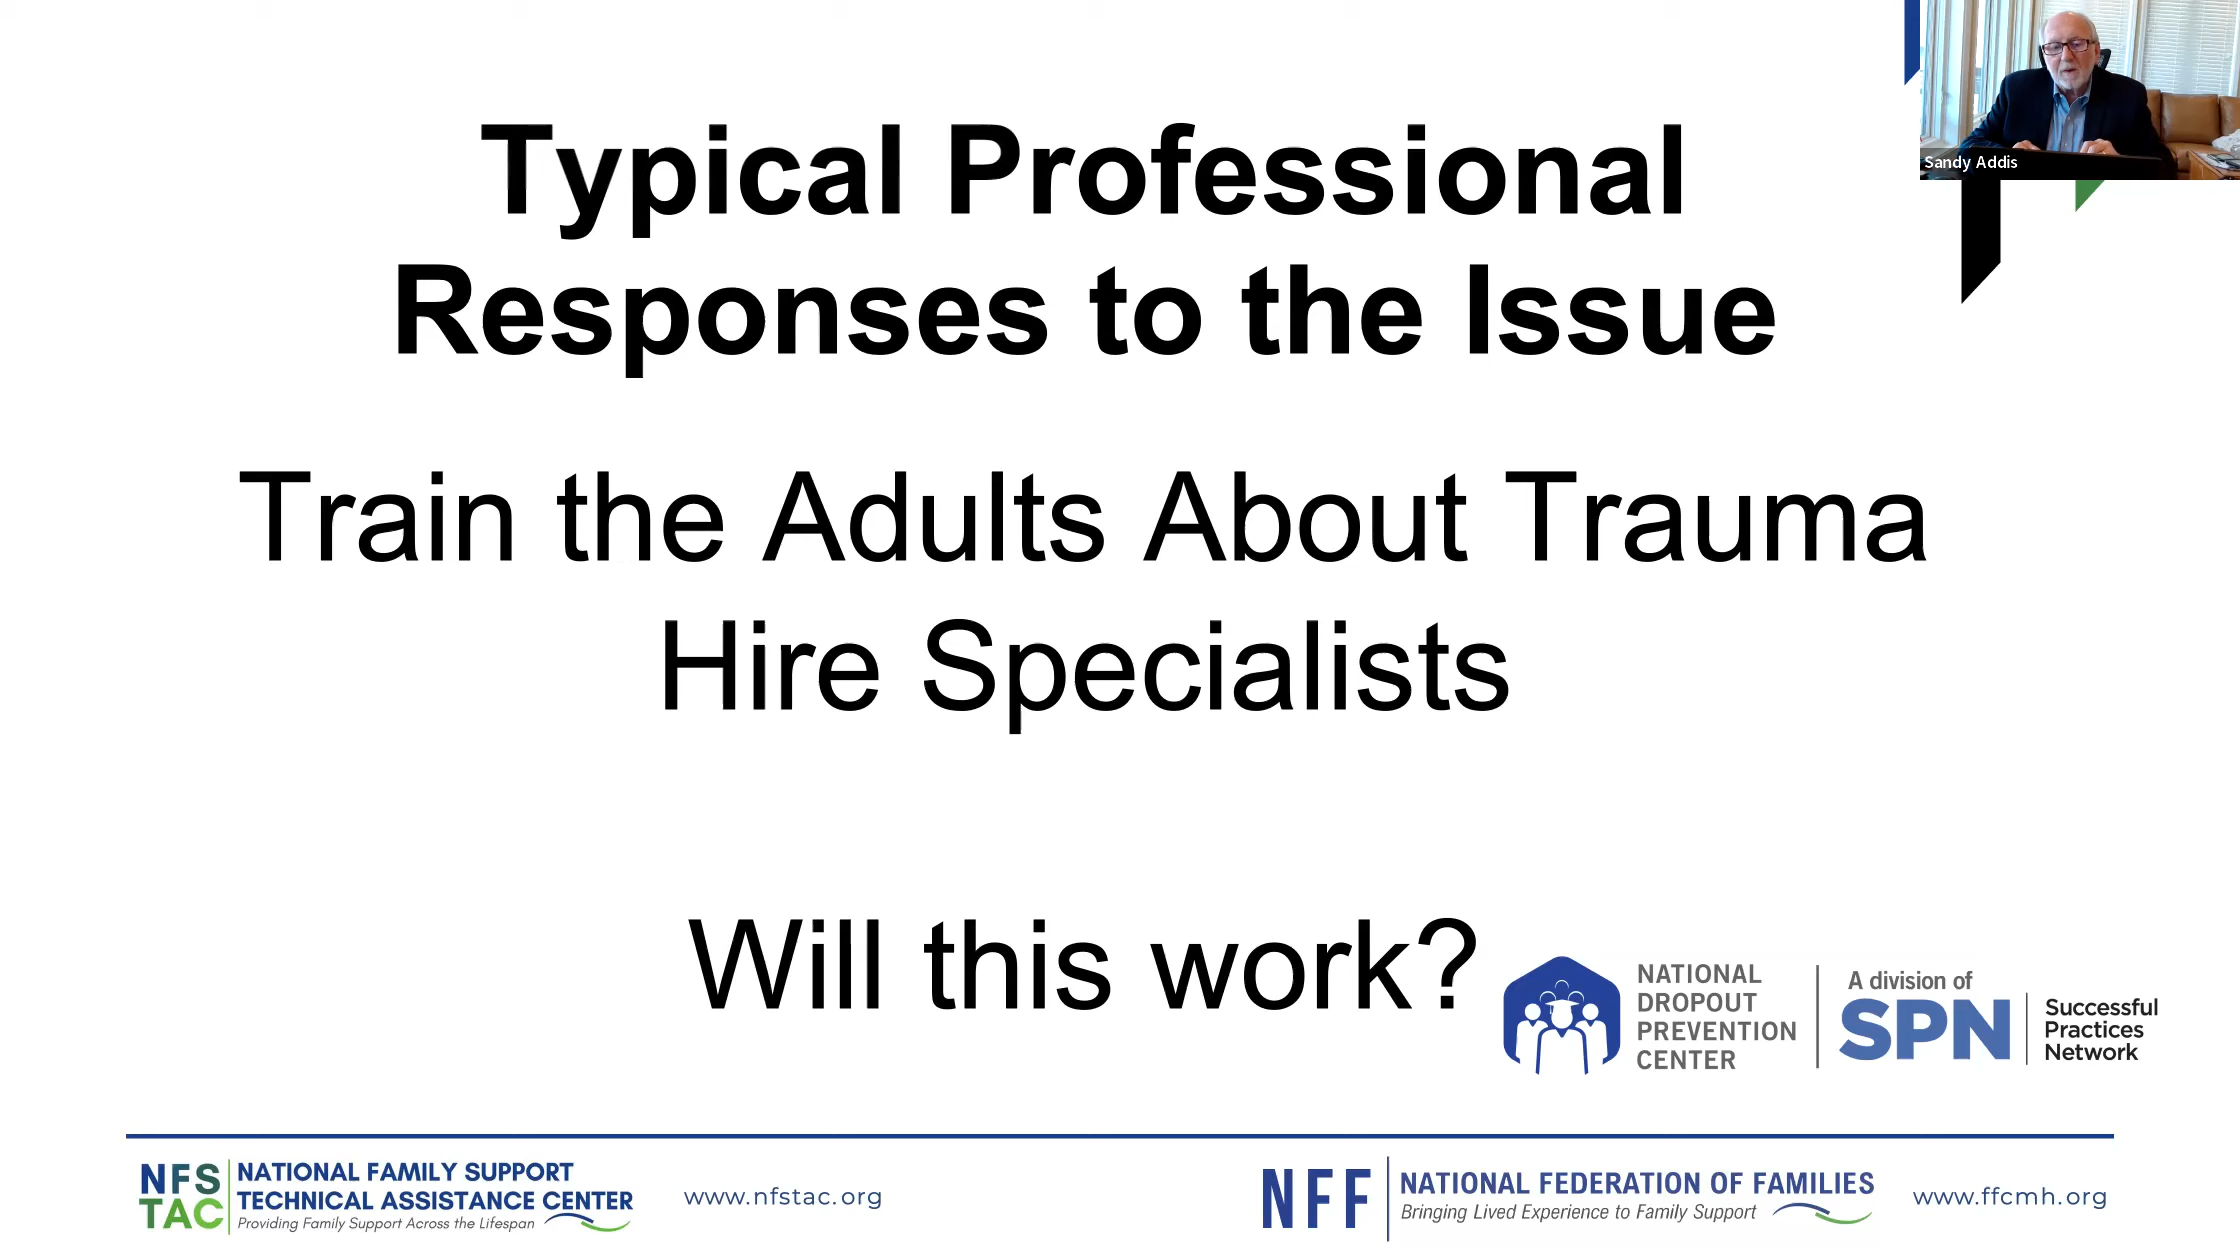 Typical Professional
Responses to the Issue
Sandy Addis
Train the Adults About Trauma
Hire Specialists
Will this work?
NATIONAL
DROPOUT
PREVENTION
CENTER
A division of
SPN
Successful
Practices
Network
NFS
TAC
NATIONAL FAMILY SUPPORT
TECHNICAL ASSISTANCE CENTER
Providing Family Support Across the Lifespan
www.nfstac.org
NFF
NATIONAL FEDERATION OF FAMILIES
Bringing Lived Experience to Family Support
www.ffcmh.org